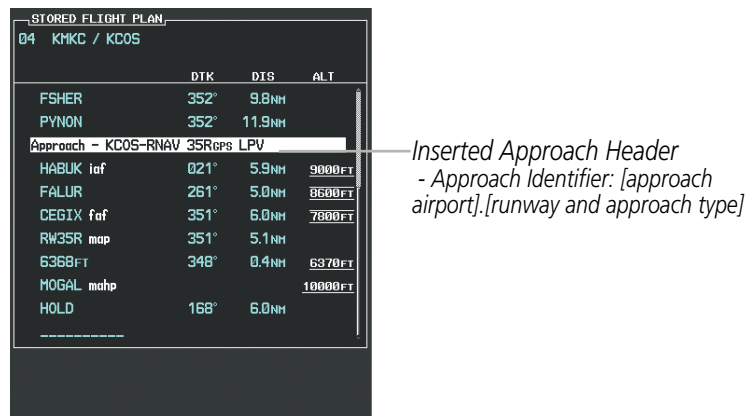 STORED FLIGHT PLAN
04 KMKC / KCOS
DTK DIS ALT
FSHER 352° 9.8NM
PYNON 352° 11.9NM
Approach - KCOS-RNAV 35RGPS LPV
HABUK iaf 021° 5.9NM 9000FT
FALUR 261° 5.0NM 8600FT
CEGIX faf 351° 6.0NM 7800FT
RW35R map 351° 5.1NM
6368FT 348° 0.4NM 6370FT
MOGAL mahp 10000FT
HOLD 168° 6.0NM
__________
Inserted Approach Header
- Approach Identifier: [approach
airport].[runway and approach type]